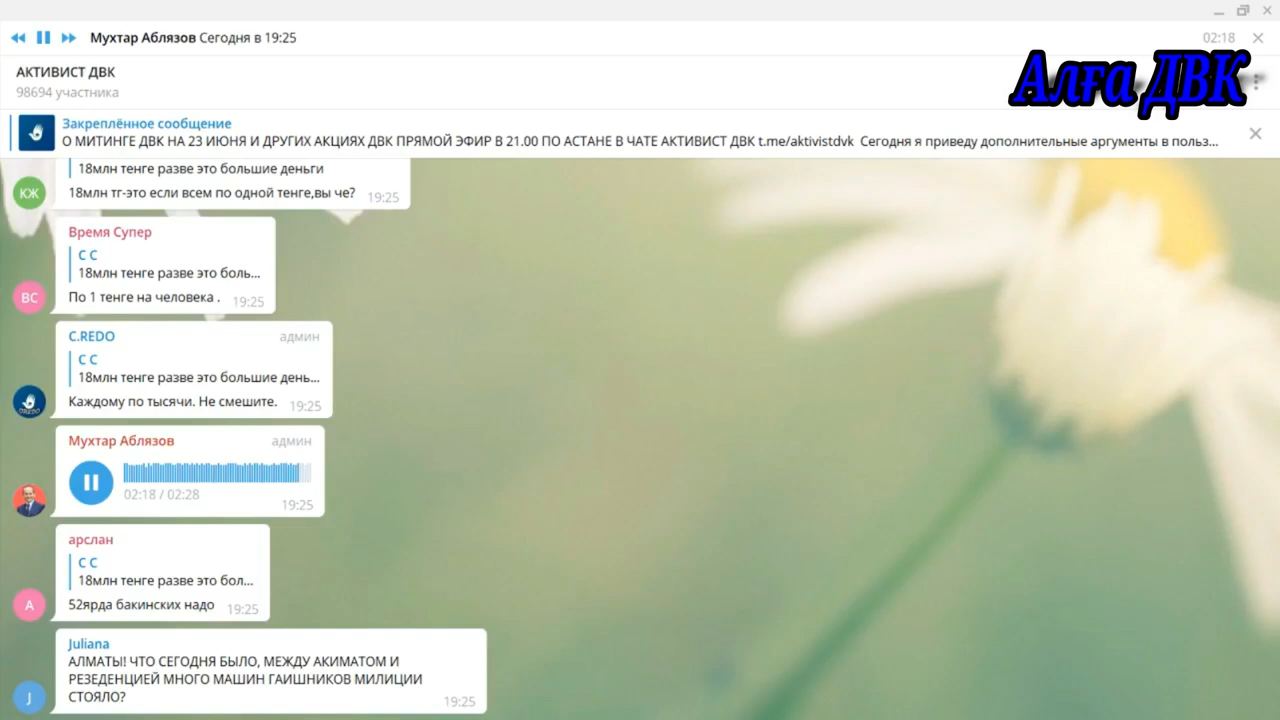 Мухтар Аблязов Сегодня в 19:25
02:18
АКТИВИСТ ДВК
98694 участника
Алға ДВК
Закреплённое сообщение
О МИТИНГЕ ДВК НА 23 ИЮНЯ И ДРУГИХ АКЦИЯХ ДВК ПРЯМОЙ ЭФИР В 21.00 ПО АСТАНЕ В ЧАТЕ АКТИВИСТ ДВК t.me/aktivistdvk Сегодня я приведу дополнительные аргументы в польз...
18млн тенге разве это большие деньги
КЖ
18млн тг-это если всем по одной тенге,вы че?
19:25
Время Супер
С С
18млн тенге разве это боль...
ВС
По 1 тенге на человека .
19:25
C.REDO
админ
С С
18млн тенге разве это большие день...
Каждому по тысячи. Не смешите.
19:25
Мухтар Аблязов
админ
02:18 / 02:28
19:25
арслан
С С
18млн тенге разве это бол...
А
52ярда бакинских надо
19:25
Juliana
АЛМАТЫ! ЧТО СЕГОДНЯ БЫЛО, МЕЖДУ АКИМАТОМ И
РЕЗЕДЕНЦИЕЙ МНОГО МАШИН ГАИШНИКОВ МИЛИЦИИ
СТОЯЛО?
J
19:25